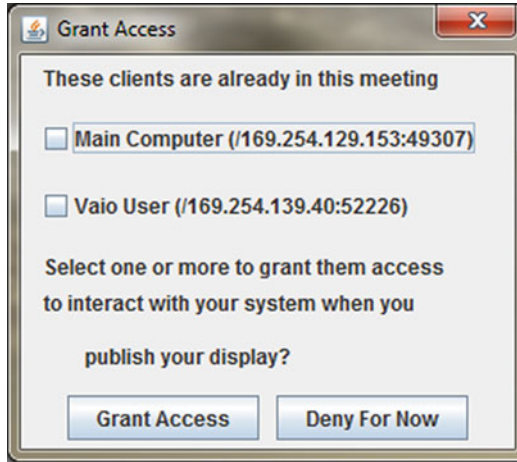 Grant Access
These clients are already in this meeting
Main Computer (/169.254.129.153:49307)
Vaio User (/169.254.139.40:52226)
Select one or more to grant them access
to interact with your system when you
publish your display?
Grant Access
Deny For Now